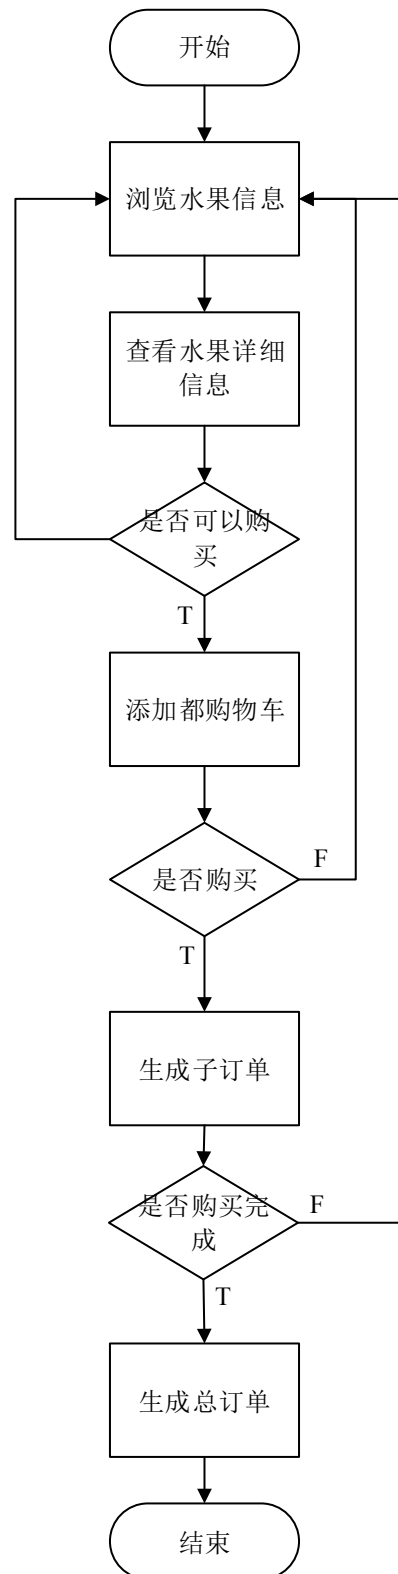 开始
浏览水果信息
查看水果详细
信息
是否可以购
买
T
添加都购物车
是否购买
F
T
生成子订单
是否购买完
成
F
T
生成总订单
结束